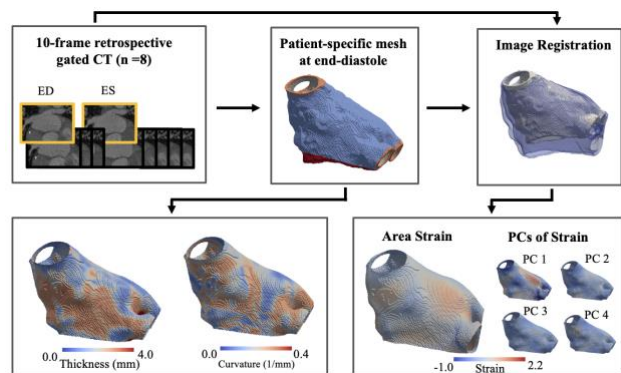 10-frame retrospective
gated CT (n =8)
ED
ES
Patient-specific mesh
at end-diastole
Image Registration
0.0
4.0
Thickness (mm)
0.0
0.4
Curvature (1/mm)
Area Strain
PCs of Strain
PC 1
PC 2
PC 3
PC 4
-1.0
2.2
Strain